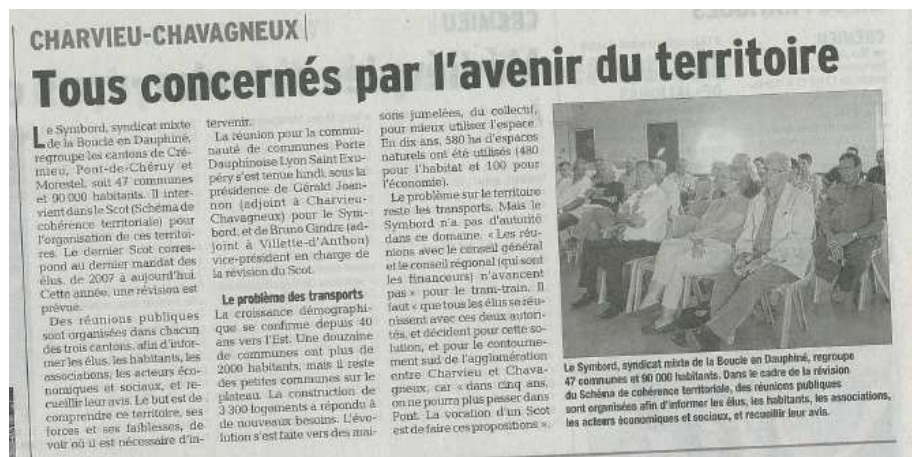 CHARVIEU-CHAVAGNEUX
Tous concernés par l'avenir du territoire
Le Symbord, syndicat mixte
de la Boucle en Dauphiné,
regroupe les cantons de Cré-
mieu, Pont-de-Chéruy et
Morestel, soit 47 communes
et 90 000 habitants. Il inter-
vient dans le Scot (Schéma de
cohérence territoriale) pour
l'organisation de ces territoi-
res. Le dernier Scot corres-
pond au dernier mandat des
élus, de 2007 à aujourd'hui.
Cette année, une révision est
prévue.
Des réunions publiques
sont organisées dans chacun
des trois cantons, afin d'infor-
mer les élus, les habitants, les
associations, les acteurs éco-
nomiques et sociaux, et re-
cueillir leur avis. Le but est de
comprendre ce territoire, ses
forces et ses faiblesses, de
voir où il est nécessaire d'in-
tervenir.
La réunion pour la commu-
nauté de communes Porte
Dauphinoise Lyon Saint Exu-
péry s'est tenue lundi, sous la
présidence de Gérald Joan-
non (adjoint à Charvieu-
Chavagneux) pour le Sym-
bord, et de Bruno Gindre (ad-
joint à Villette-d'Anthon)
vice-président en charge de
la révision du Scot.
Le problème des transports
La croissance démographi-
que se confirme depuis 40
ans vers l'Est. Une douzaine
de communes ont plus de
2000 habitants, mais il reste
des petites communes sur le
plateau. La construction de
3 300 logements a répondu à
de nouveaux besoins. L'évo-
lution s'est faite vers des mai-
sons jumelées, du collectif,
pour mieux utiliser l'espace.
En dix ans, 580 ha d'espaces
naturels ont été utilisés (480
pour l'habitat et 100 pour
l'économie).
Le problème sur le territoire
reste les transports. Mais le
Symbord n'a pas d'autorité
dans ce domaine. « Les réu-
nions avec le conseil général
et le conseil régional (qui sont
les financeurs) n'avancent
pas » pour le tram-train. Il
faut « que tous les élus se réu-
nissent avec ces deux autori-
tés, et décident pour cette so-
lution, et pour le contourne-
ment sud de l'agglomération
entre Charvieu et Chava-
gneux, car « dans cinq ans,
on ne pourra plus passer dans
Pont. La vocation d'un Scot
est de faire ces propositions ».
Le Symbord, syndicat mixte de la Boucle en Dauphiné, regroupe
47 communes et 90 000 habitants. Dans le cadre de la révision
du Schéma de cohérence territoriale, des réunions publiques
sont organisées afin d'informer les élus, les habitants, les associations,
les acteurs économiques et sociaux, et recueillir leur avis.